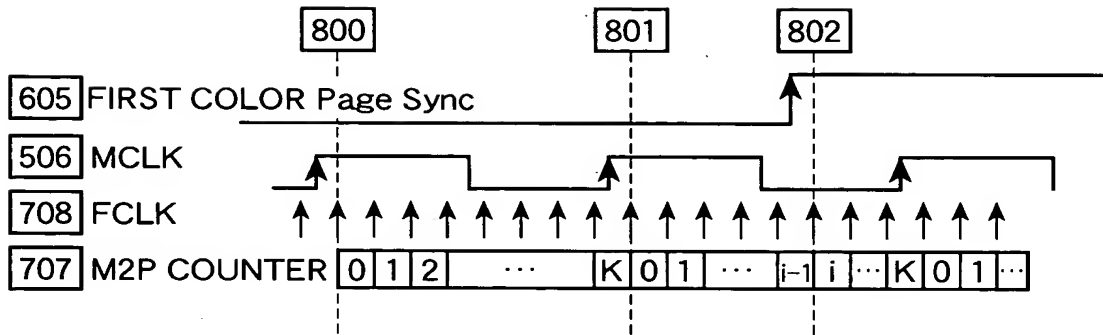 800 801 802
605 FIRST COLOR Page Sync
506 MCLK
708 FCLK
707 M2P COUNTER 0 1 2 ··· K 0 1 ··· i-1 i ··· K 0 1 ···